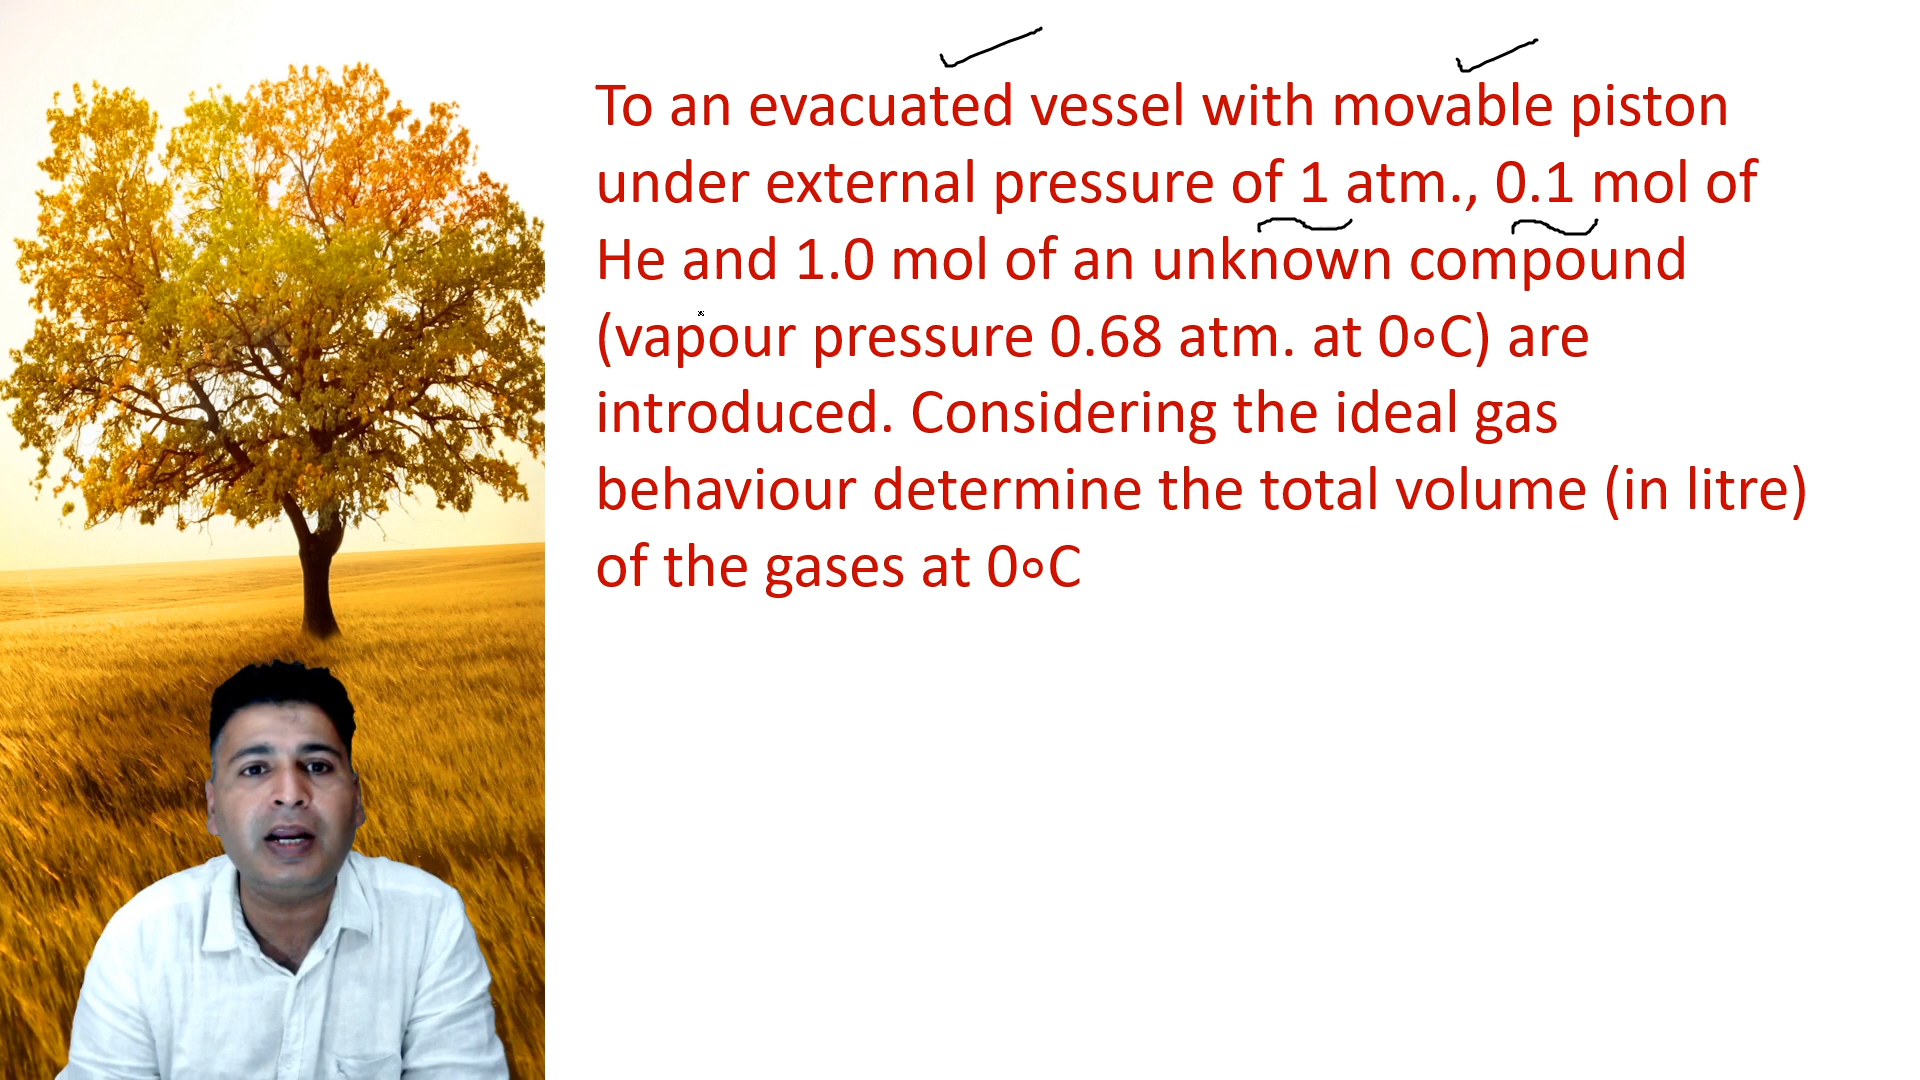 To an evacuated vessel with movable piston
under external pressure of 1 atm., 0.1 mol of
He and 1.0 mol of an unknown compound
(vapour pressure 0.68 atm. at 0∘C) are
introduced. Considering the ideal gas
behaviour determine the total volume (in litre)
of the gases at 0∘C